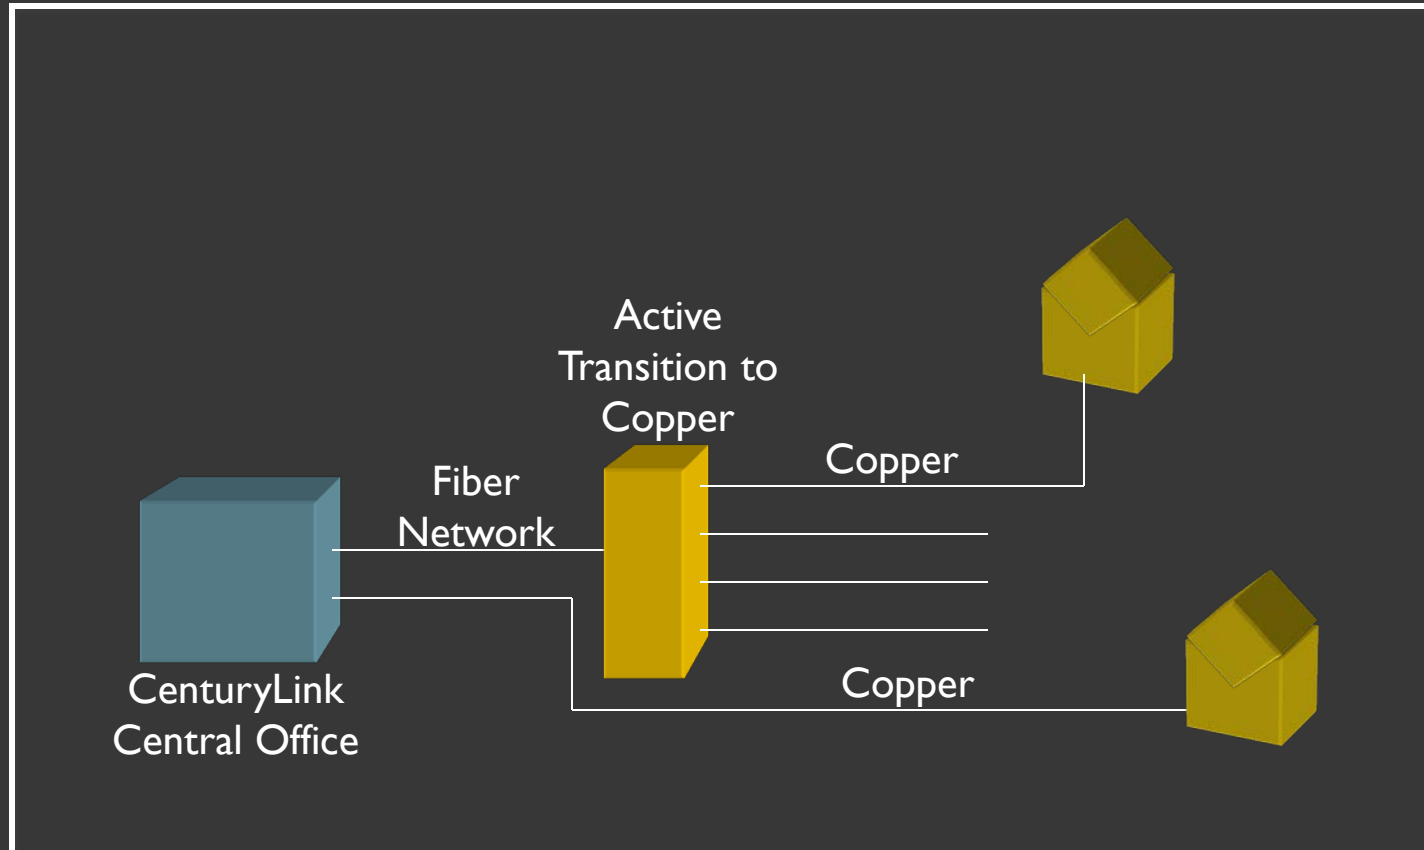 Active
Transition to
Copper
Copper
Fiber
Network
CenturyLink
Central Office
Copper